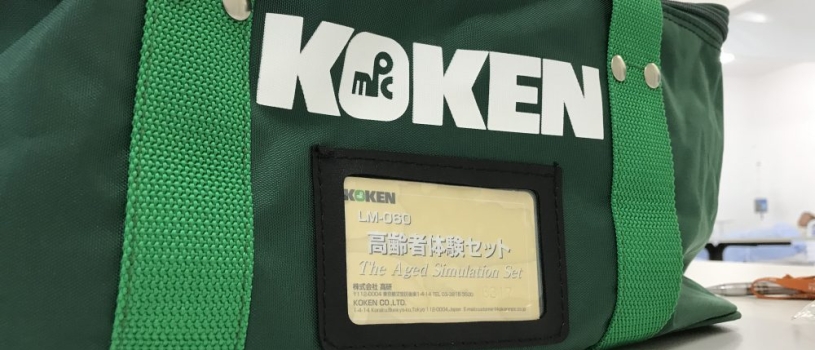 KOKEN
mpc
KOKEN
LM-060
高齢者体験セット
The Aged Simulation Set
株式会社 高研
KOKEN CO.,LTD.